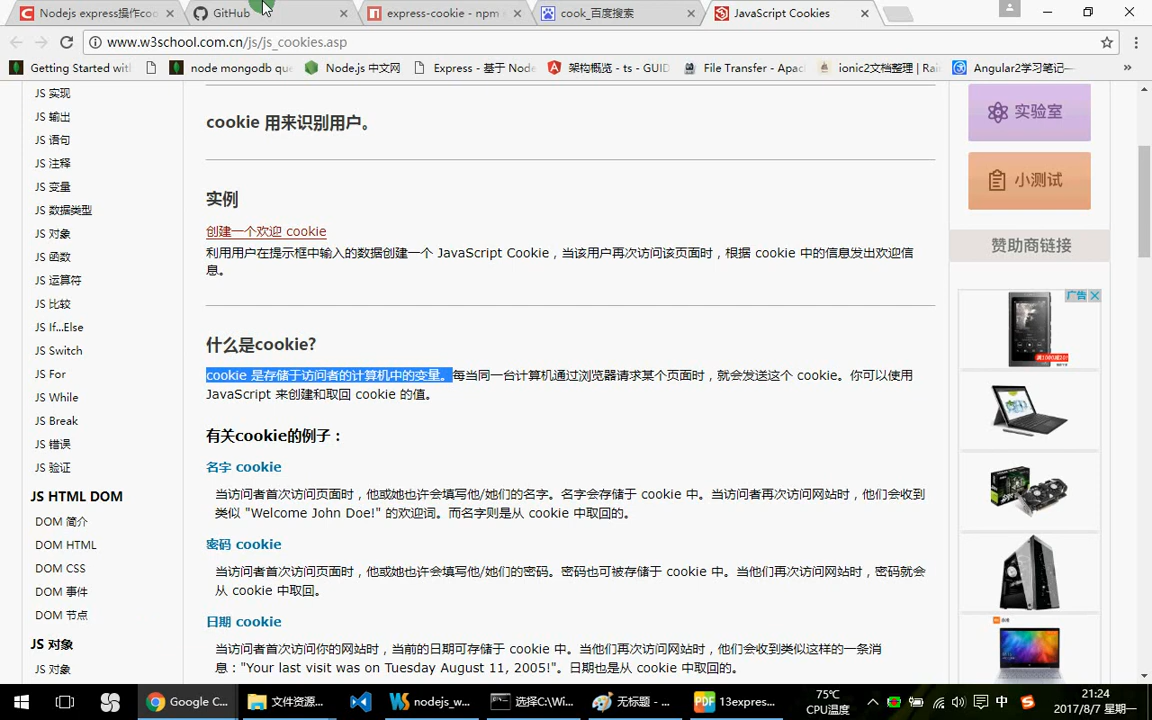 Nodejs express操作coo
GitHub
express-cookie - npm
cook_百度搜索
JavaScript Cookies
www.w3school.com.cn/js/js_cookies.asp
Getting Started wit
node mongodb que
Node.js 中文网
Express - 基于 Node
架构概览 - ts - GUID
File Transfer - Apac
ionic2文档整理 | Rai
Angular2学习笔记—
»
JS 实现
JS 输出
JS 语句
JS 注释
JS 变量
JS 数据类型
JS 对象
JS 函数
JS 运算符
JS 比较
JS If...Else
JS Switch
JS For
JS While
JS Break
JS 错误
JS 验证
JS HTML DOM
DOM 简介
DOM HTML
DOM CSS
DOM 事件
DOM 节点
JS 对象
JS 对象
cookie 用来识别用户。
实例
创建一个欢迎 cookie
利用用户在提示框中输入的数据创建一个 JavaScript Cookie，当该用户再次访问该页面时，根据 cookie 中的信息发出欢迎信
息。
什么是cookie?
cookie 是存储于访问者的计算机中的变量。每当同一台计算机通过浏览器请求某个页面时，就会发送这个 cookie。你可以使用
JavaScript 来创建和取回 cookie 的值。
有关cookie的例子：
名字 cookie
当访问者首次访问页面时，他或她也许会填写他/她们的名字。名字会存储于 cookie 中。当访问者再次访问网站时，他们会收到
类似 "Welcome John Doe!" 的欢迎词。而名字则是从 cookie 中取回的。
密码 cookie
当访问者首次访问页面时，他或她也许会填写他/她们的密码。密码也可被存储于 cookie 中。当他们再次访问网站时，密码就会
从 cookie 中取回。
日期 cookie
当访问者首次访问你的网站时，当前的日期可存储于 cookie 中。当他们再次访问网站时，他们会收到类似这样的一条消
息："Your last visit was on Tuesday August 11, 2005!"。日期也是从 cookie 中取回的。
实验室
小测试
赞助商链接
广告
Google C...
文件资源...
nodejs_w...
选择C:\Wi...
无标题 - ...
PDF
13expres...
75℃
CPU温度
中
21:24
2017/8/7 星期一